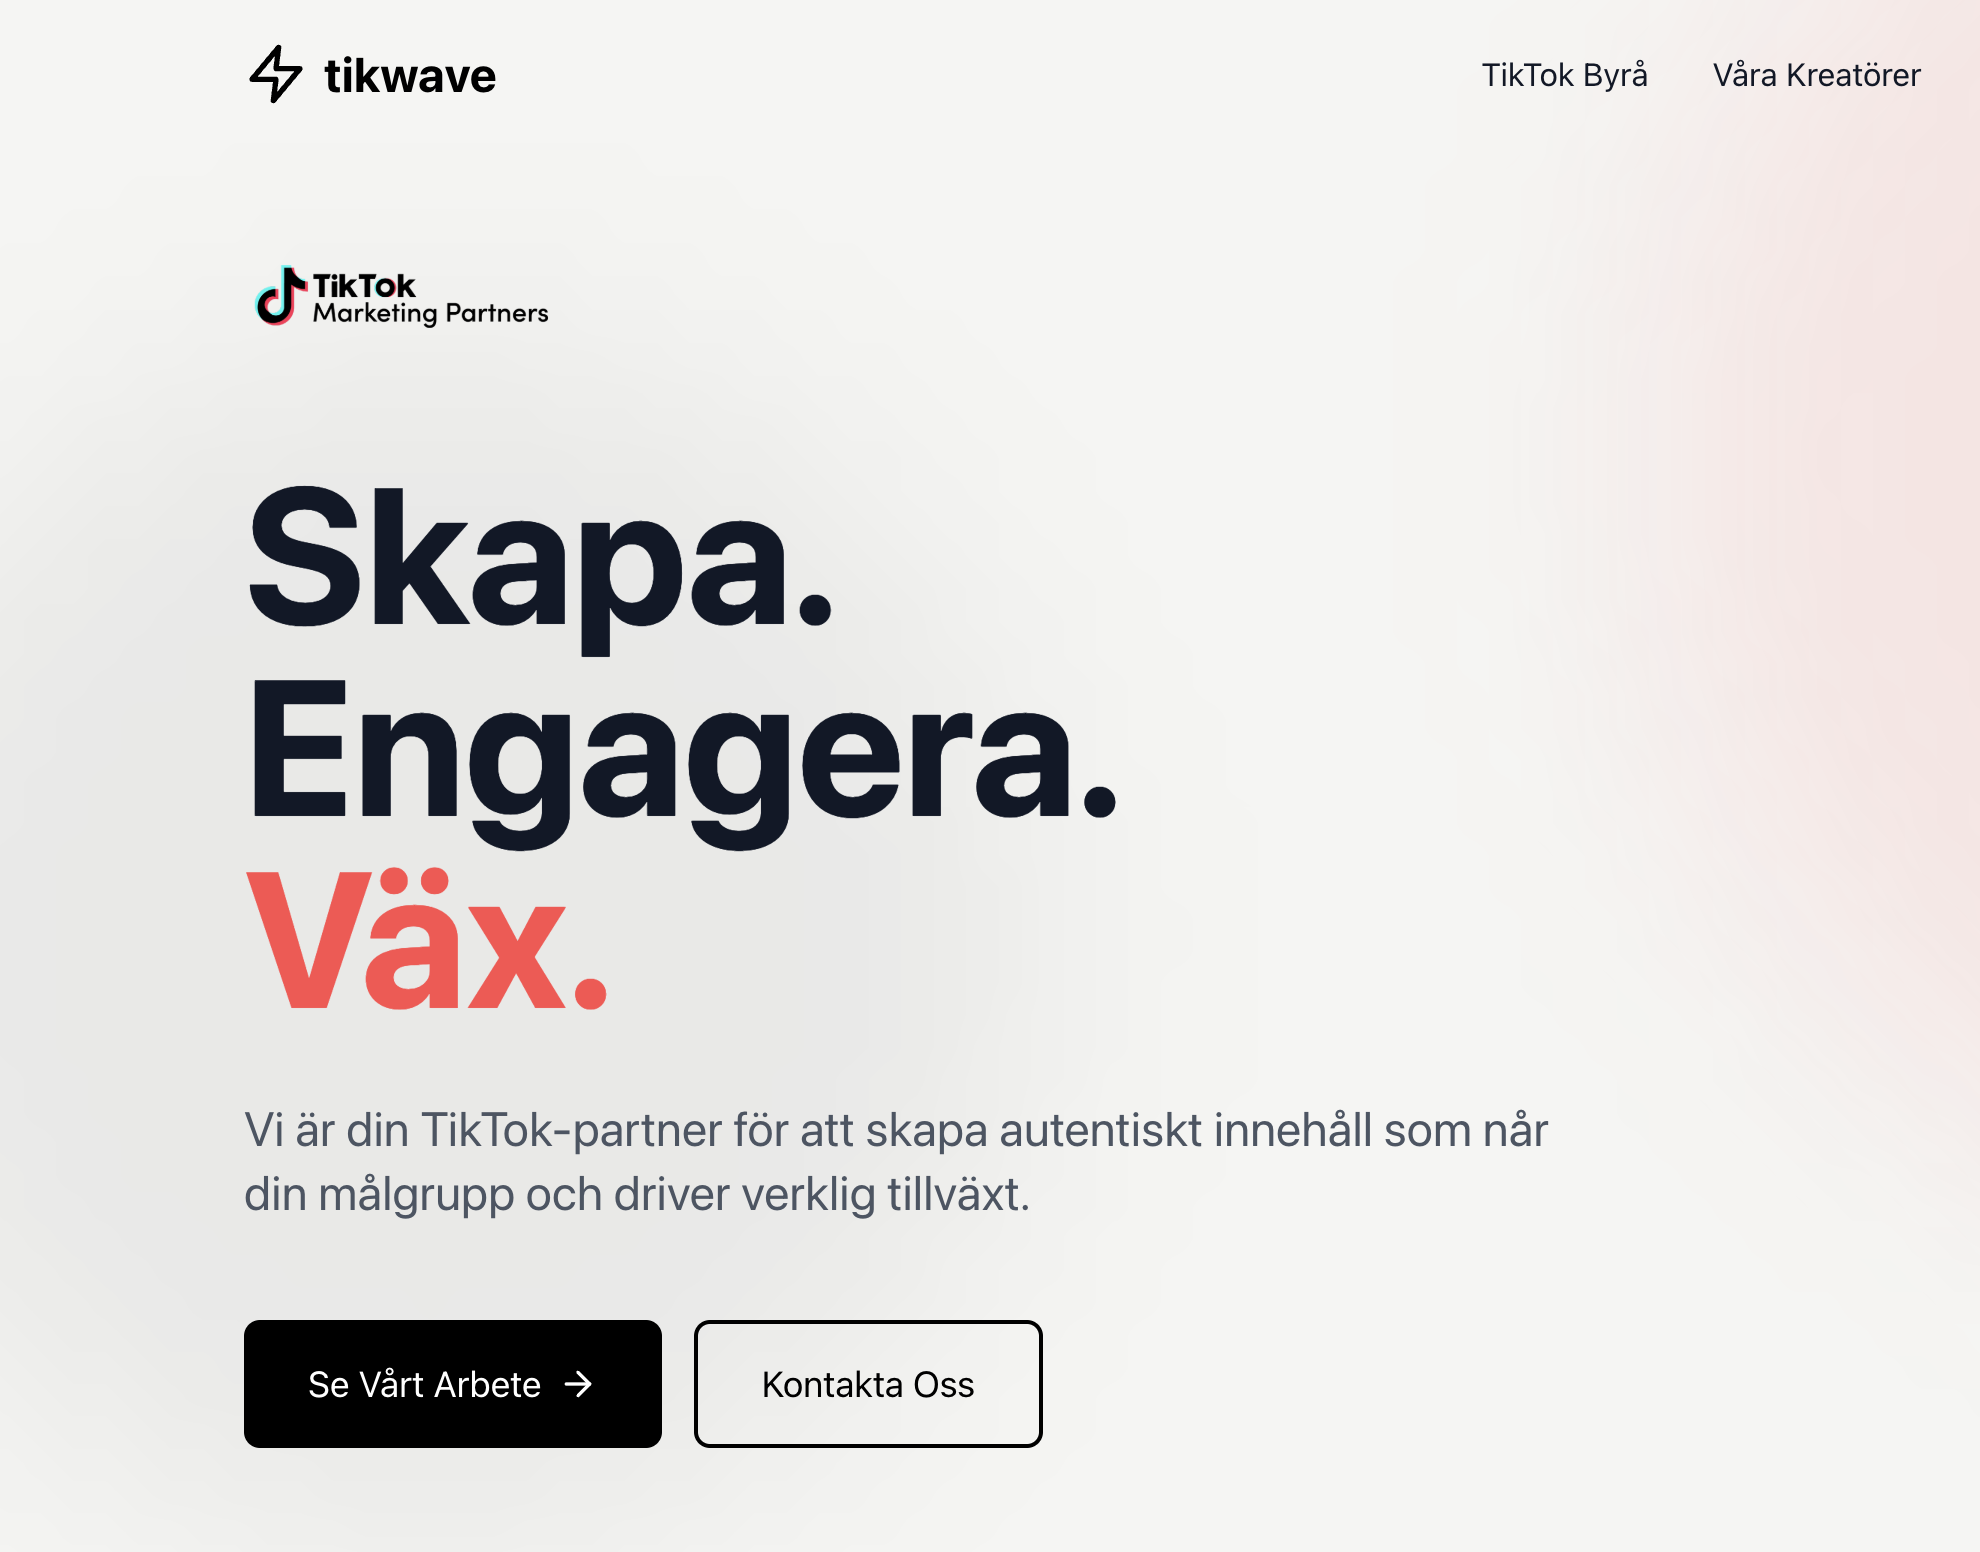 tikwave
TikTok Byrå
Våra Kreatörer
TikTok
Marketing Partners
Skapa.
Engagera.
Väx.
Vi är din TikTok-partner för att skapa autentiskt innehåll som når
din målgrupp och driver verklig tillväxt.
Se Vårt Arbete →
Kontakta Oss